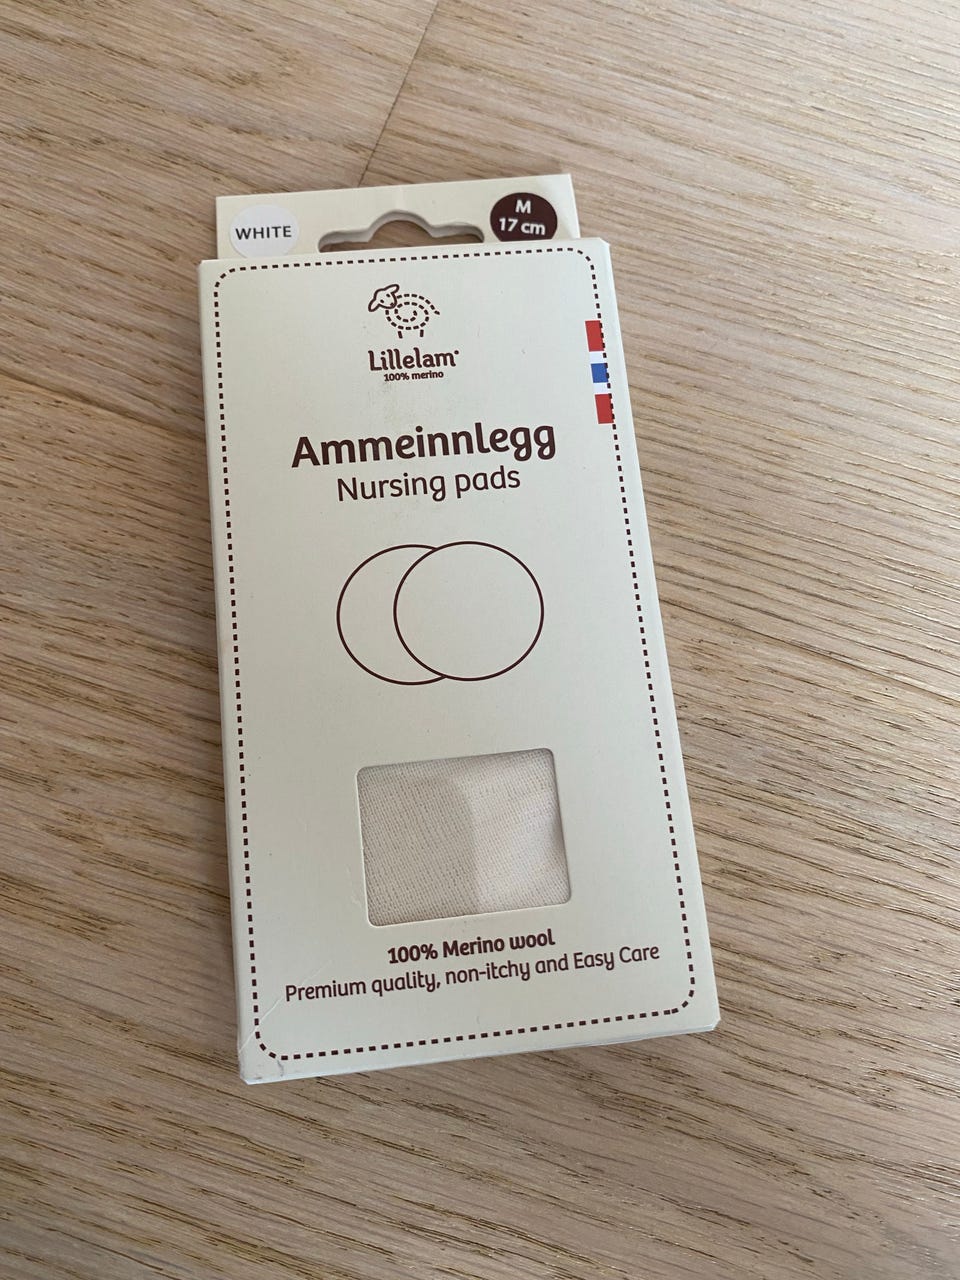 WHITE
M
17 cm
Lillelam
100% merino
Ammeinnlegg
Nursing pads
100% Merino wool
Premium quality, non-itchy and Easy Care